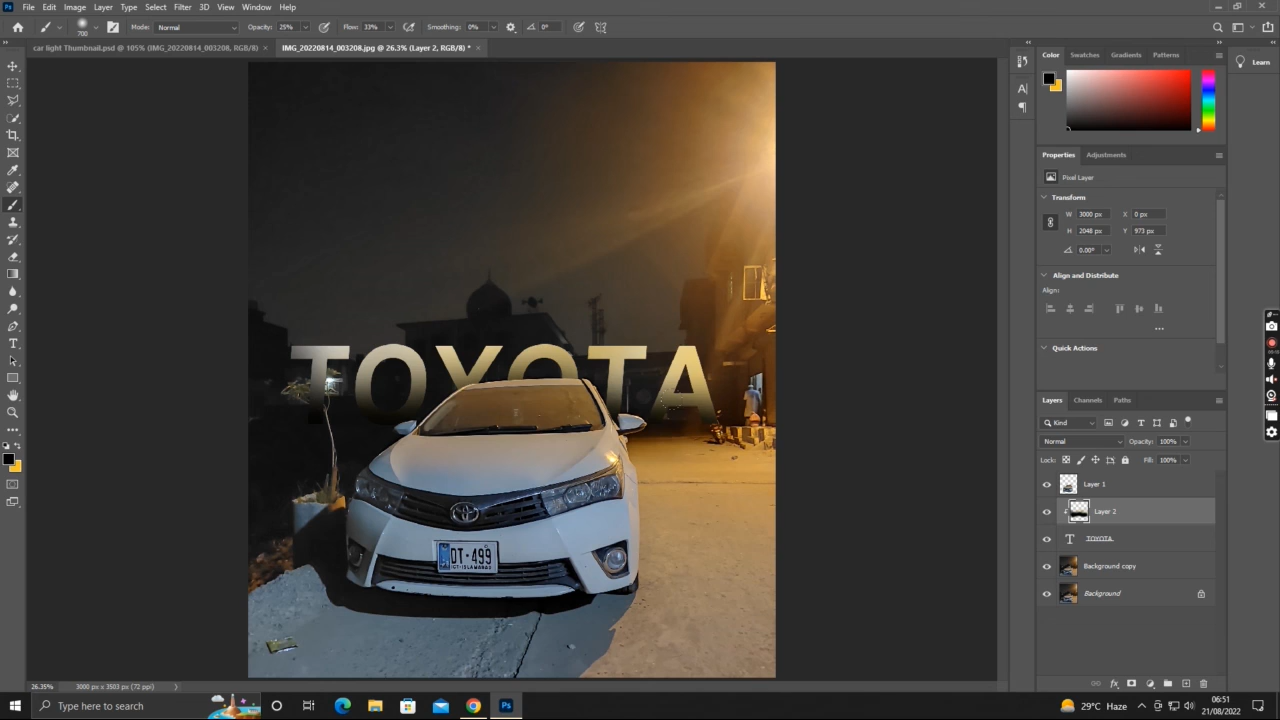 File Edit Image Layer Type Select Filter 3D View Window Help
700 Mode: Normal Opacity: 25% Flow: 33% Smoothing: 0% 0°
car light Thumbnail.psd @ 105% (IMG_20220814_003208, RGB/8) × IMG_20220814_003208.jpg @ 26.3% (Layer 2, RGB/8) * ×
Color Swatches Gradients Patterns
Learn
Properties Adjustments
Pixel Layer
Transform
W 3000 px X 0 px
H 2048 px Y 973 px
0.00°
Align and Distribute
Align:
Quick Actions
TOYOTA
DT·499
ICT-ISLAMABAD
Layers Channels Paths
Kind
Normal Opacity: 100%
Lock: Fill: 100%
Layer 1
Layer 2
TOYOTA
Background copy
Background
26.35% 3000 px x 3503 px (72 ppi)
Type here to search
29°C Haze
06:51
21/08/2022